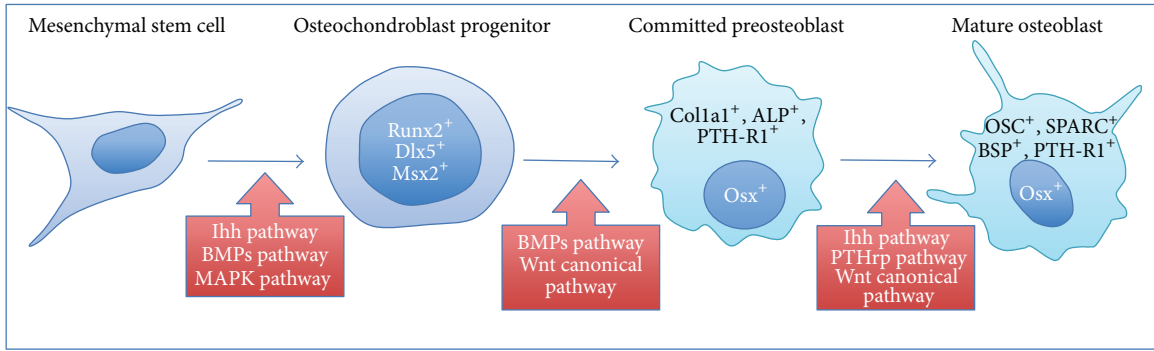 Mesenchymal stem cell
Osteochondroblast progenitor
Committed preosteoblast
Mature osteoblast
Runx2⁺
Dlx5⁺
Msx2⁺
Col1a1⁺, ALP⁺,
PTH-R1⁺
Osx⁺
OSC⁺, SPARC⁺
BSP⁺, PTH-R1⁺
Osx⁺
Ihh pathway
BMPs pathway
MAPK pathway
BMPs pathway
Wnt canonical
pathway
Ihh pathway
PTHrp pathway
Wnt canonical
pathway